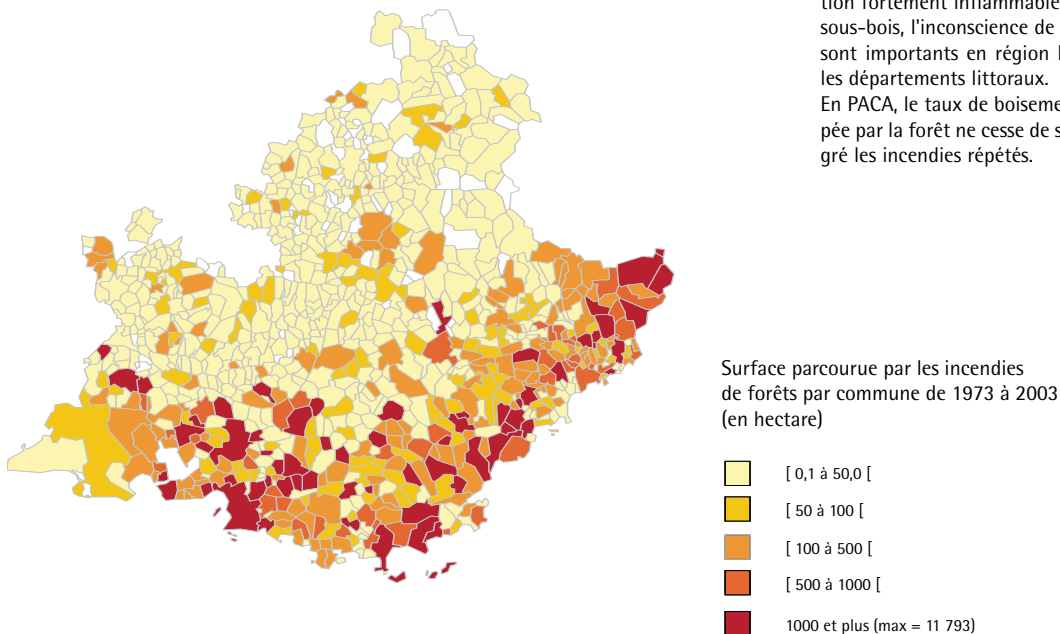 tion fortement inflammable
sous-bois, l'inconscience de
sont importants en région
les départements littoraux.
En PACA, le taux de boiseme
pée par la forêt ne cesse de s
gré les incendies répétés.
Surface parcourue par les incendies
de forêts par commune de 1973 à 2003
(en hectare)
[ 0,1 à 50,0 [
[ 50 à 100 [
[ 100 à 500 [
[ 500 à 1000 [
1000 et plus (max = 11 793)